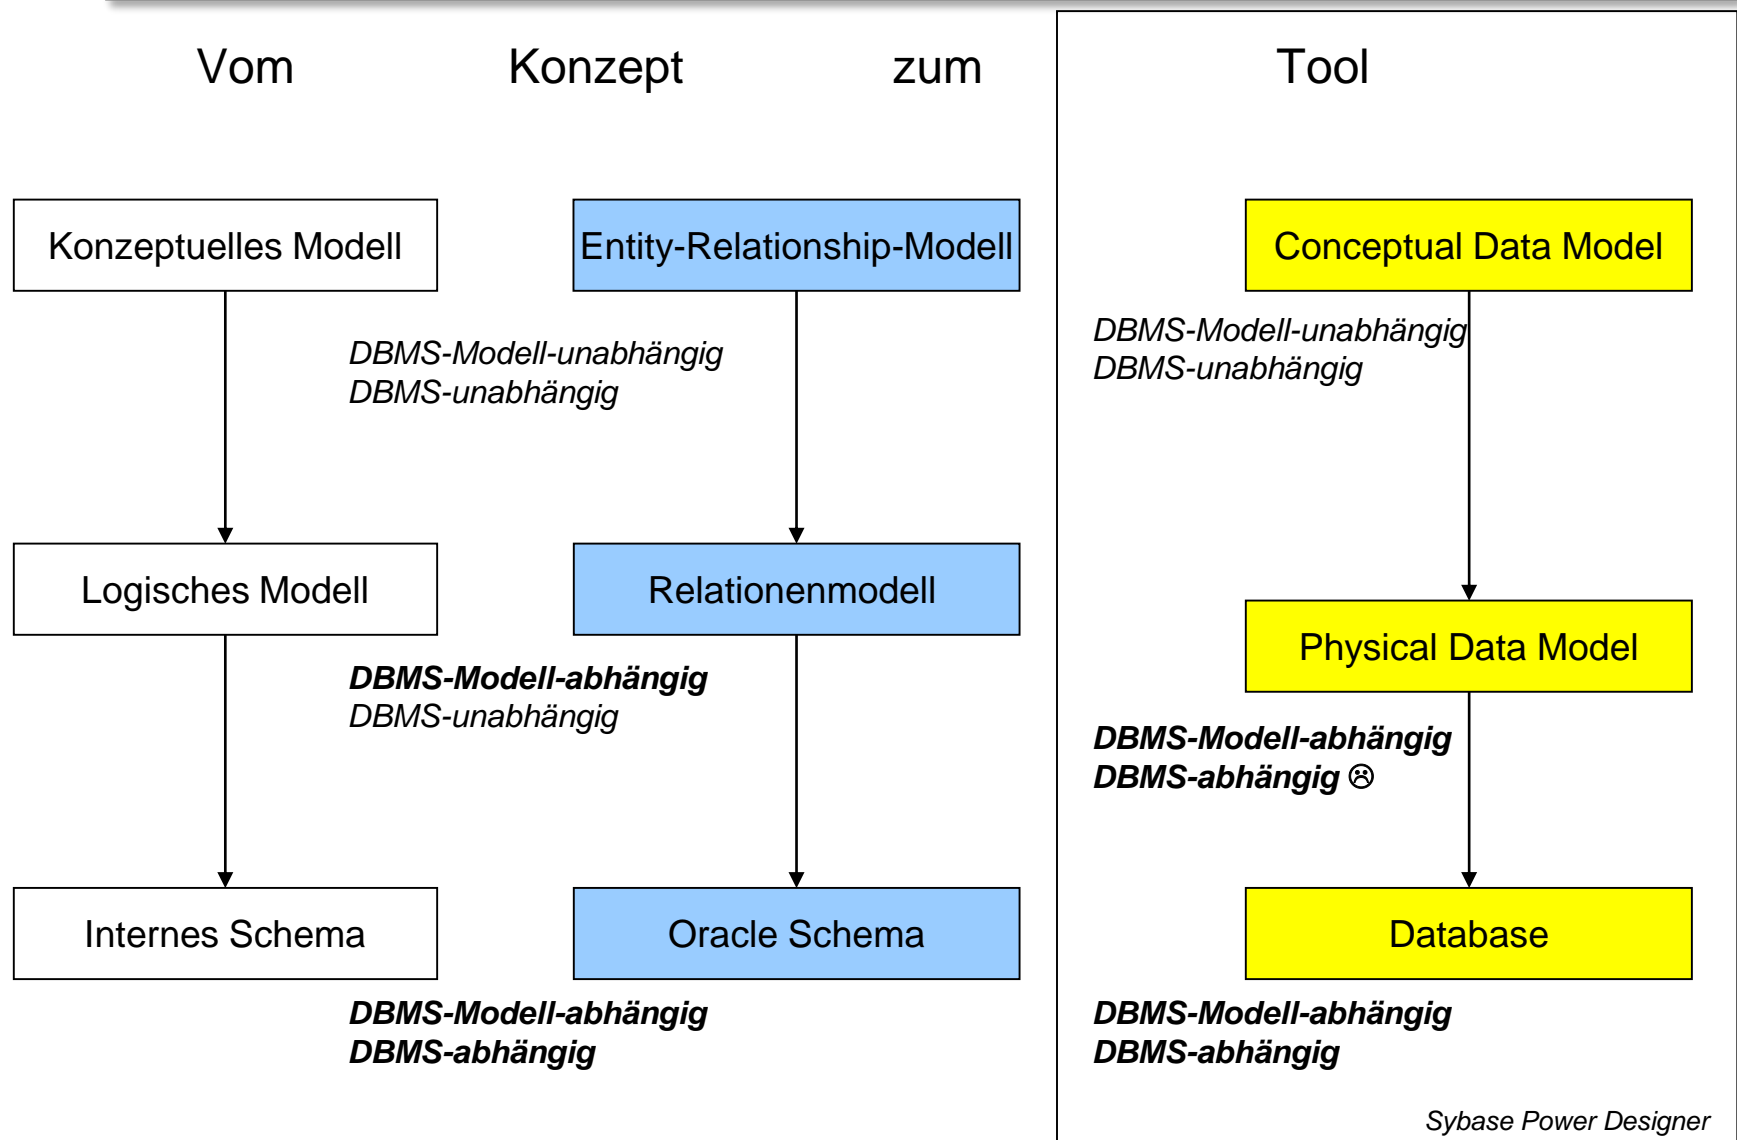 Vom Konzept zum Tool
Konzeptuelles Modell
Entity-Relationship-Modell
Conceptual Data Model
DBMS-Modell-unabhängig
DBMS-unabhängig
DBMS-Modell-unabhängig
DBMS-unabhängig
Logisches Modell
Relationenmodell
Physical Data Model
DBMS-Modell-abhängig
DBMS-unabhängig
DBMS-Modell-abhängig
DBMS-abhängig ☹
Internes Schema
Oracle Schema
Database
DBMS-Modell-abhängig
DBMS-abhängig
DBMS-Modell-abhängig
DBMS-abhängig
Sybase Power Designer